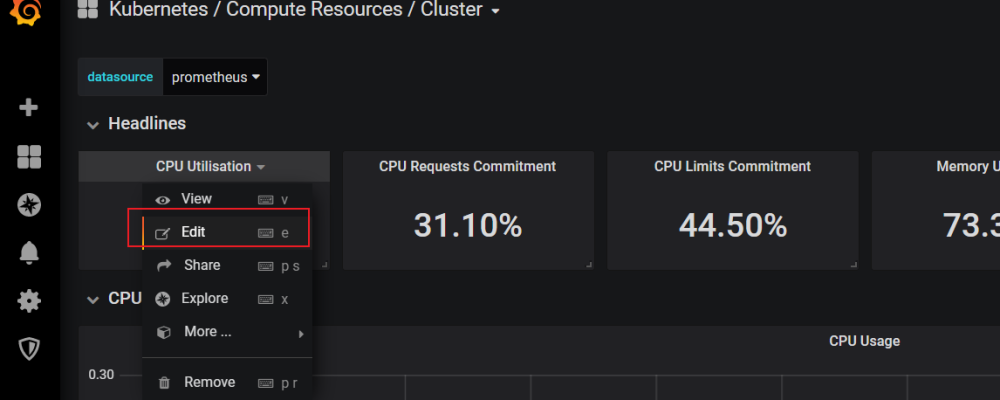 Kubernetes / Compute Resources / Cluster
datasource prometheus
Headlines
CPU Utilisation
View v
Edit e
Share p s
Explore x
More ...
Remove p r
CPU Requests Commitment
31.10%
CPU Limits Commitment
44.50%
Memory U
73.3
CPU
CPU Usage
0.30